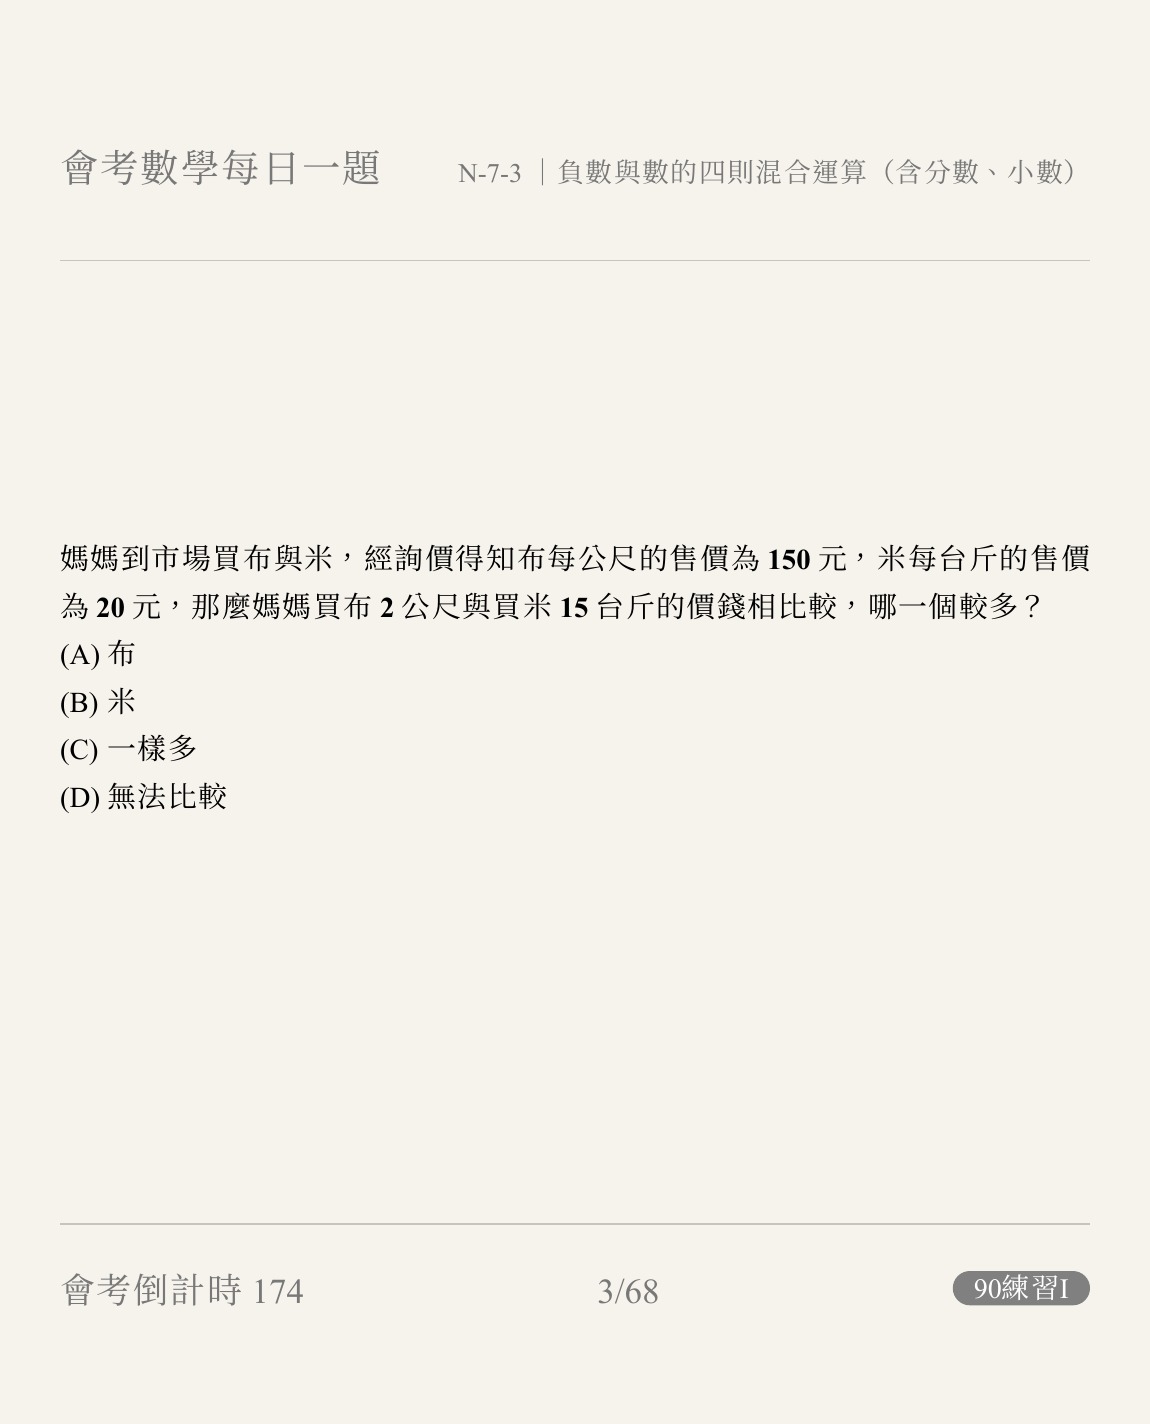 會考數學每日一題
N-7-3｜負數與數的四則混合運算（含分數、小數）
媽媽到市場買布與米，經詢價得知布每公尺的售價為 150 元，米每台斤的售價
為 20 元，那麼媽媽買布 2 公尺與買米 15 台斤的價錢相比較，哪一個較多？
(A) 布
(B) 米
(C) 一樣多
(D) 無法比較
會考倒計時 174
3/68
90練習I